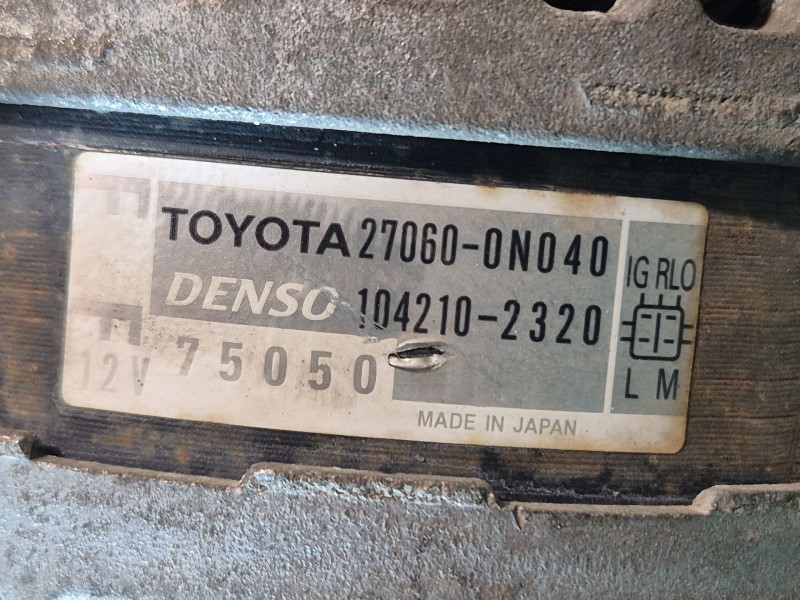 TOYOTA 27060-0N040
DENSO 104210-2320
12V 75050
IG RLO
L M
MADE IN JAPAN